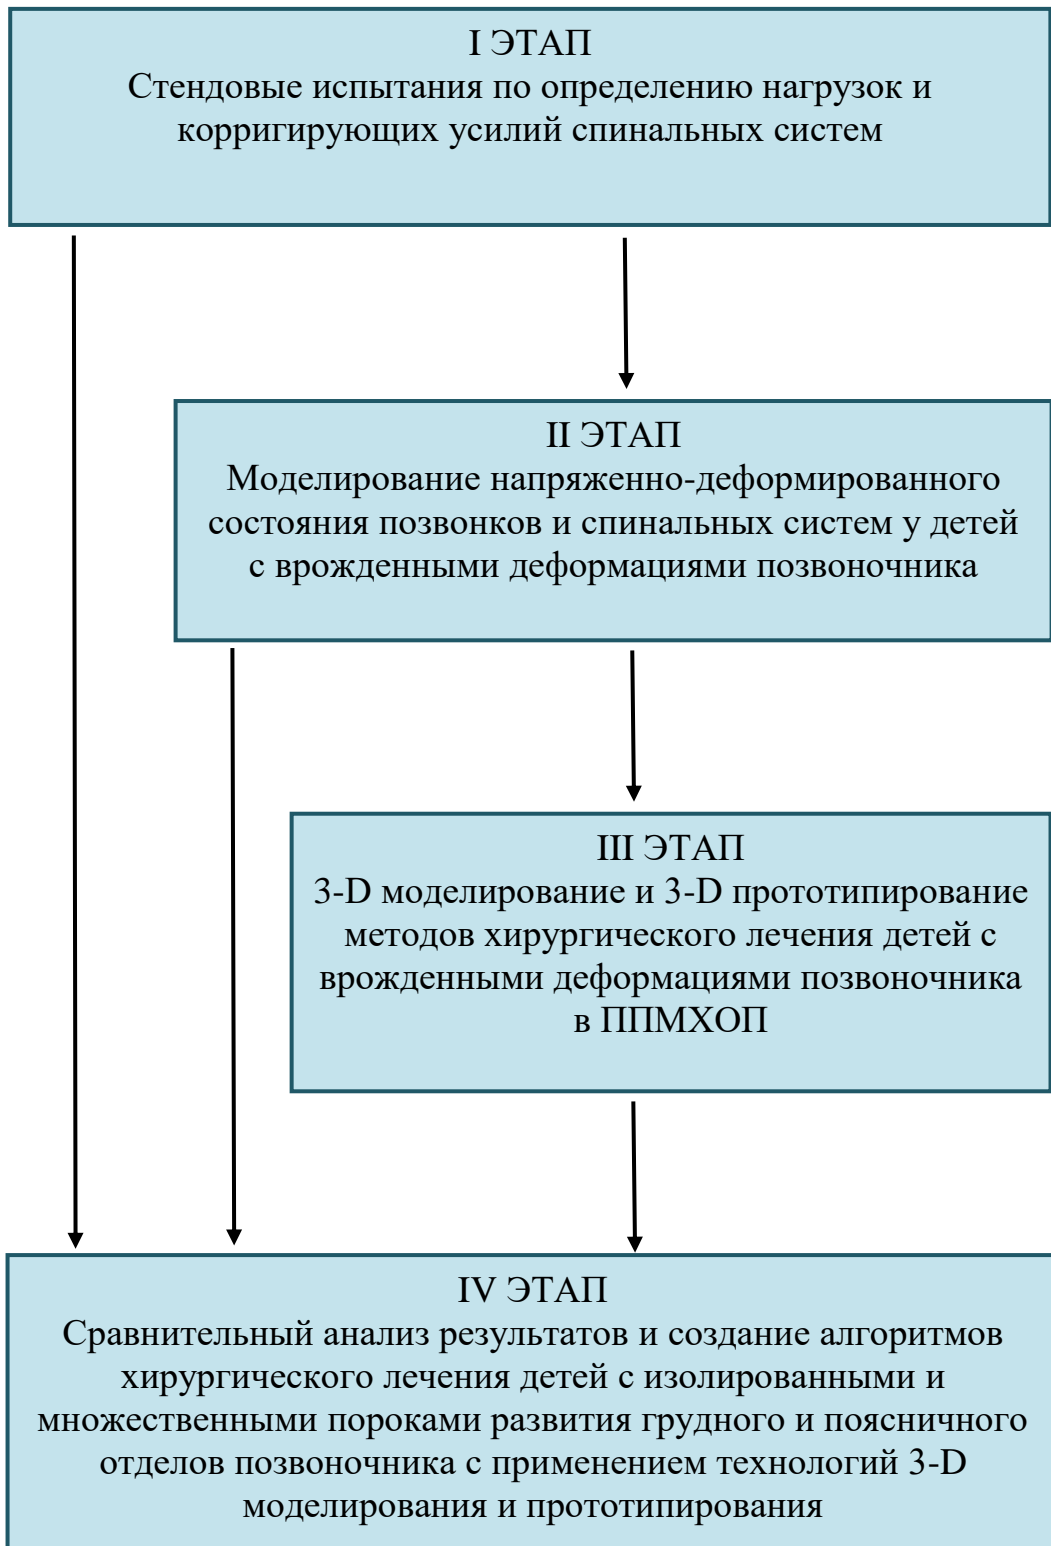 I ЭТАП
Стендовые испытания по определению нагрузок и
корригирующих усилий спинальных систем
II ЭТАП
Моделирование напряженно-деформированного
состояния позвонков и спинальных систем у детей
с врожденными деформациями позвоночника
III ЭТАП
3-D моделирование и 3-D прототипирование
методов хирургического лечения детей с
врожденными деформациями позвоночника
в ППМХОП
IV ЭТАП
Сравнительный анализ результатов и создание алгоритмов
хирургического лечения детей с изолированными и
множественными пороками развития грудного и поясничного
отделов позвоночника с применением технологий 3-D
моделирования и прототипирования